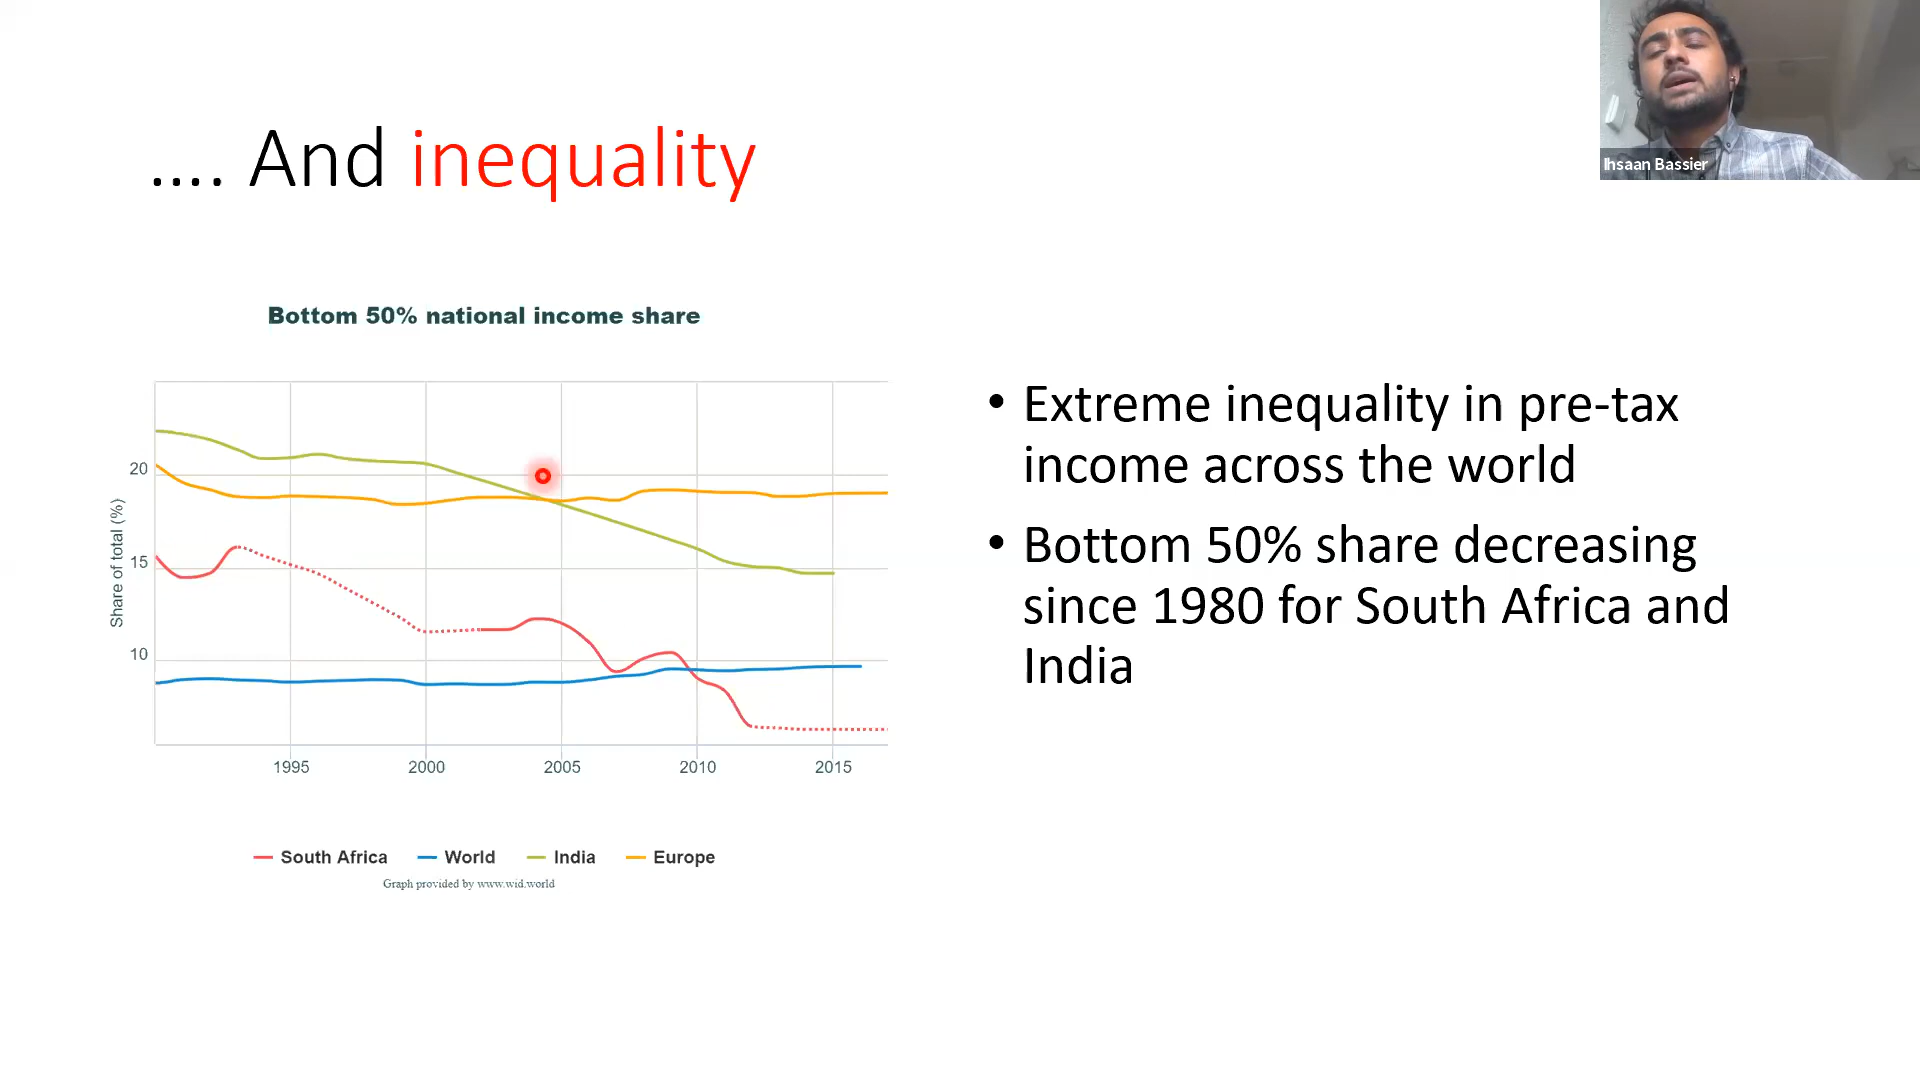 .... And inequality
Ihsaan Bassier
Bottom 50% national income share
Share of total (%)
20
15
10
1995 2000 2005 2010 2015
South Africa World India Europe
Graph provided by www.wid.world
• Extreme inequality in pre-tax
income across the world
• Bottom 50% share decreasing
since 1980 for South Africa and
India